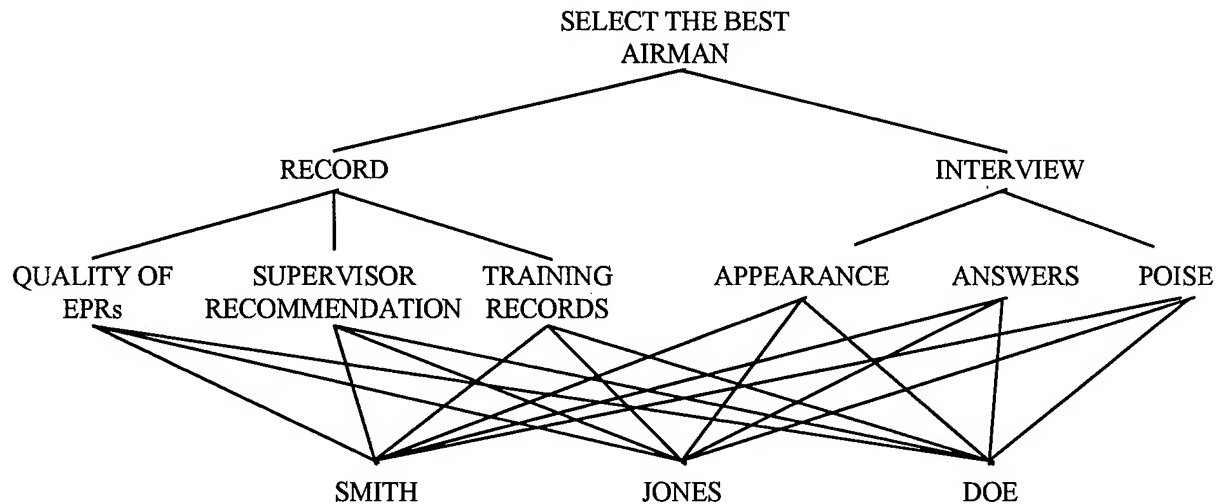 SELECT THE BEST
AIRMAN
RECORD
INTERVIEW
QUALITY OF
EPRs
SUPERVISOR
RECOMMENDATION
TRAINING
RECORDS
APPEARANCE
ANSWERS
POISE
SMITH
JONES
DOE